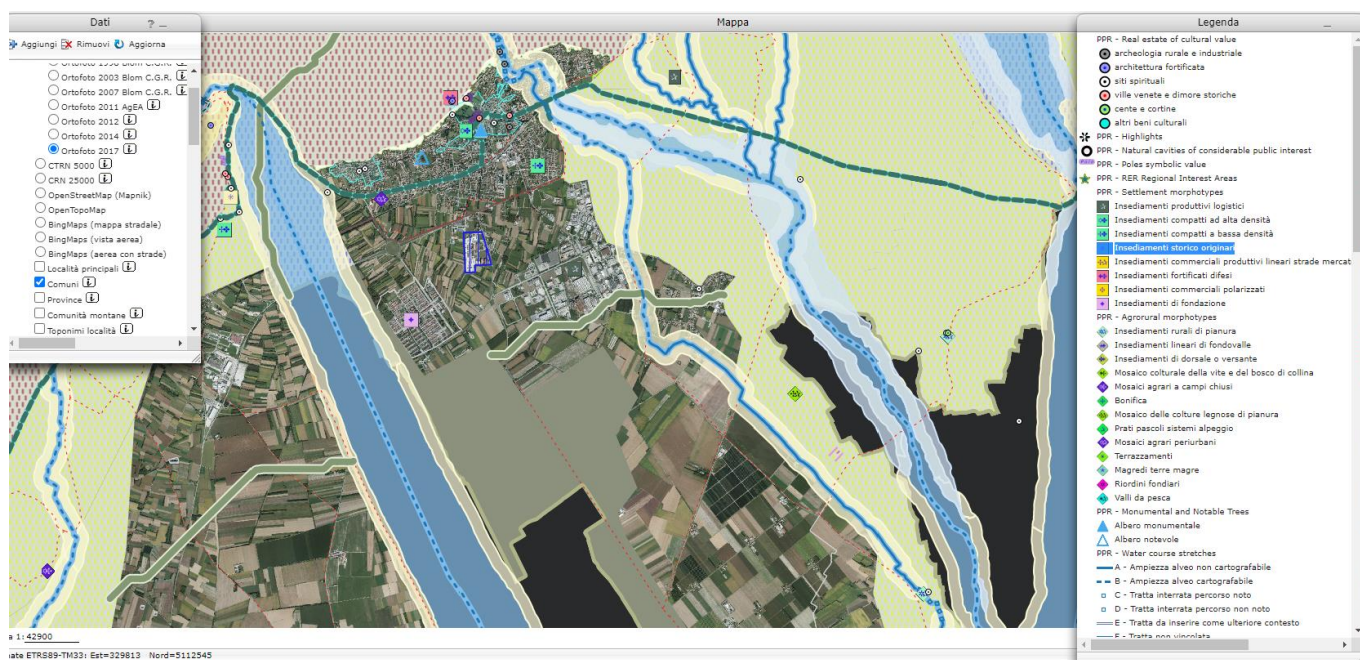 Dati
? _
Aggiungi Rimuovi Aggiorna
Ortofoto 1998 Blom C.G.R. i
Ortofoto 2003 Blom C.G.R. i
Ortofoto 2007 Blom C.G.R. i
Ortofoto 2011 AgEA i
Ortofoto 2012 i
Ortofoto 2014 i
Ortofoto 2017 i
CTRN 5000 i
CRN 25000 i
OpenStreetMap (Mapnik)
OpenTopoMap
BingMaps (mappa stradale)
BingMaps (vista aerea)
BingMaps (aerea con strade)
Località principali i
Comuni i
Province i
Comunità montane i
Toponimi località i
Mappa
a 1: 42900
nate ETRS89-TM33: Est=329813 Nord=5112545
Legenda
PPR - Real estate of cultural value
archeologia rurale e industriale
architettura fortificata
siti spirituali
ville venete e dimore storiche
cente e cortine
altri beni culturali
PPR - Highlights
PPR - Natural cavities of considerable public interest
PPR - Poles symbolic value
PPR - RER Regional Interest Areas
PPR - Settlement morphotypes
Insediamenti produttivi logistici
Insediamenti compatti ad alta densità
Insediamenti compatti a bassa densità
Insediamenti storico originari
Insediamenti commerciali produttivi lineari strade mercat
Insediamenti fortificati difesi
Insediamenti commerciali polarizzati
Insediamenti di fondazione
PPR - Agrorural morphotypes
Insediamenti rurali di pianura
Insediamenti lineari di fondovalle
Insediamenti di dorsale o versante
Mosaico colturale della vite e del bosco di collina
Mosaici agrari a campi chiusi
Bonifica
Mosaico delle colture legnose di pianura
Prati pascoli sistemi alpeggio
Mosaici agrari periurbani
Terrazzamenti
Magredi terre magre
Riordini fondiari
Valli da pesca
PPR - Monumental and Notable Trees
Albero monumentale
Albero notevole
PPR - Water course stretches
A - Ampiezza alveo non cartografabile
B - Ampiezza alveo cartografabile
C - Tratta interrata percorso noto
D - Tratta interrata percorso non noto
E - Tratta da inserire come ulteriore contesto
F - Tratta non vincolata